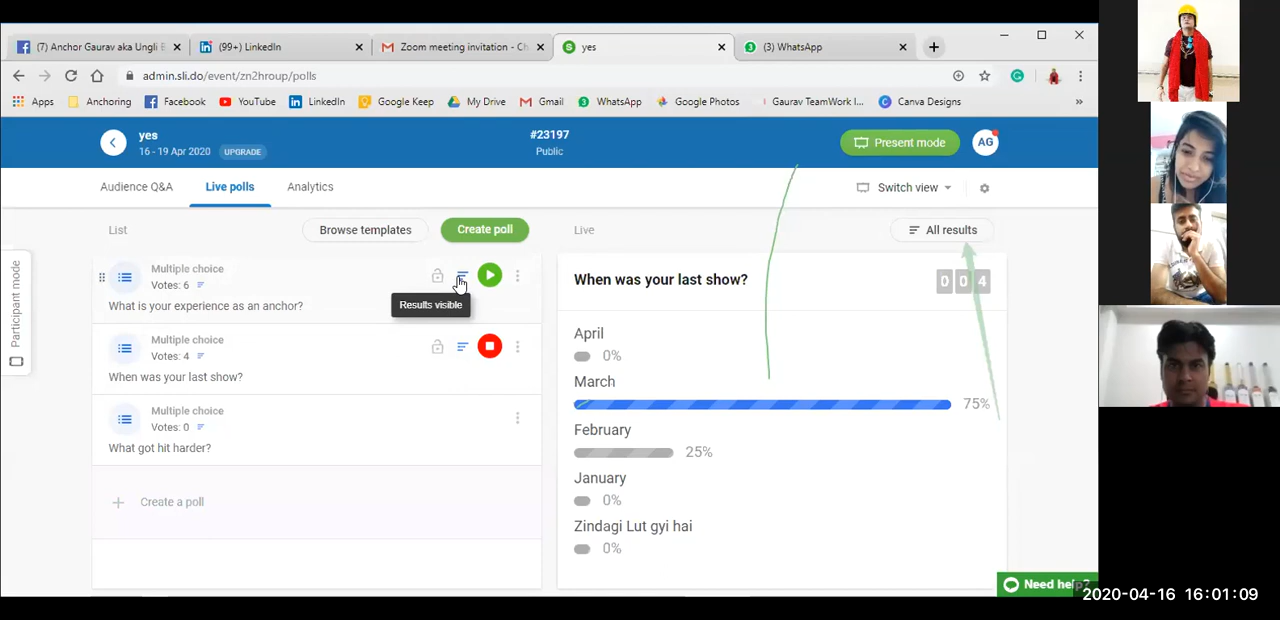 (7) Anchor Gaurav aka Ungli B
(99+) LinkedIn
Zoom meeting invitation - Ch
yes
(3) WhatsApp
admin.sli.do/event/zn2hroup/polls
Apps
Anchoring
Facebook
YouTube
LinkedIn
Google Keep
My Drive
Gmail
WhatsApp
Google Photos
Gaurav TeamWork I...
Canva Designs
yes
16 - 19 Apr 2020 UPGRADE
#23197
Public
Present mode
AG
Audience Q&A
Live polls
Analytics
Switch view
List
Browse templates
Create poll
Live
All results
Participant mode
Multiple choice
Votes: 6
What is your experience as an anchor?
Results visible
Multiple choice
Votes: 4
When was your last show?
Multiple choice
Votes: 0
What got hit harder?
Create a poll
When was your last show?
0 0 4
April
0%
March
75%
February
25%
January
0%
Zindagi Lut gyi hai
0%
Need help?
2020-04-16 16:01:09